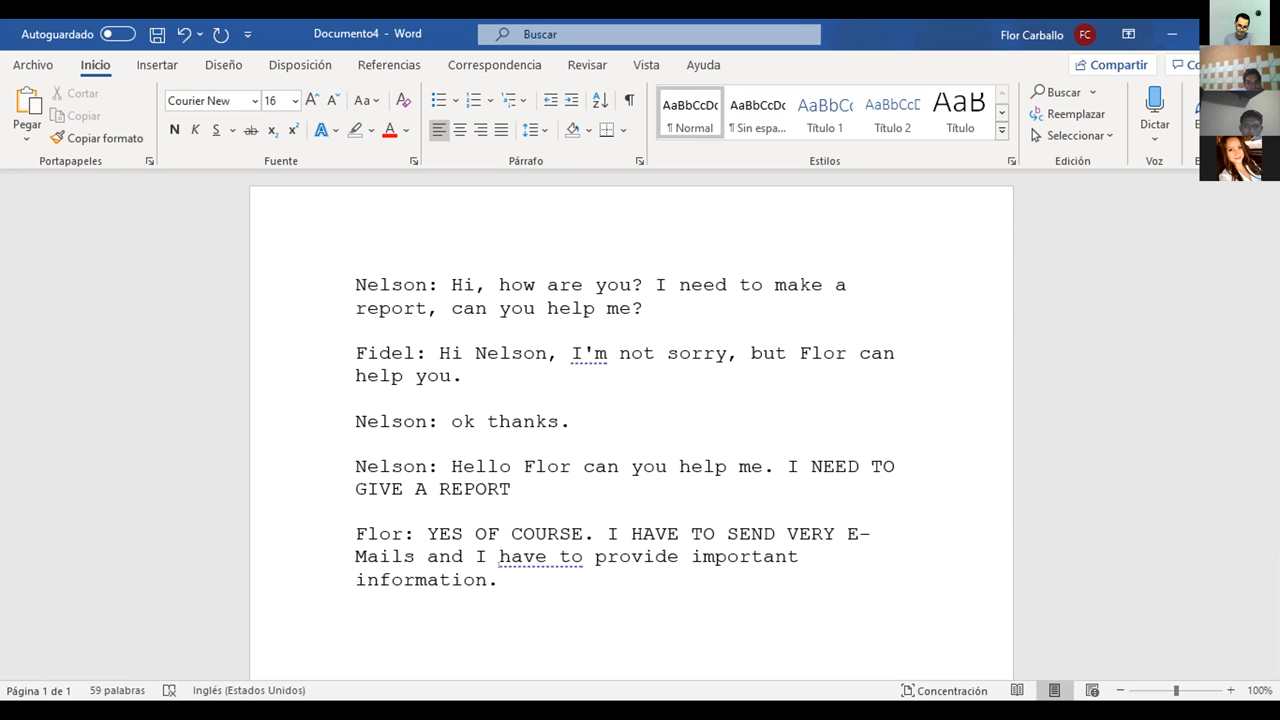 Autoguardado
Documento4 - Word
Buscar
Flor Carballo
FC
Archivo Inicio Insertar Diseño Disposición Referencias Correspondencia Revisar Vista Ayuda
Compartir
Co
Pegar
Cortar
Copiar
Copiar formato
Portapapeles
Courier New 16
Fuente
Párrafo
AaBbCcDc AaBbCcDc AaBbCc AaBbCcD AaB
¶ Normal ¶ Sin espa... Título 1 Título 2 Título
Estilos
Buscar
Reemplazar
Seleccionar
Edición
Dictar
Voz
Nelson: Hi, how are you? I need to make a
report, can you help me?
Fidel: Hi Nelson, I'm not sorry, but Flor can
help you.
Nelson: ok thanks.
Nelson: Hello Flor can you help me. I NEED TO
GIVE A REPORT
Flor: YES OF COURSE. I HAVE TO SEND VERY E-
Mails and I have to provide important
information.
Página 1 de 1 59 palabras Inglés (Estados Unidos) Concentración 100%